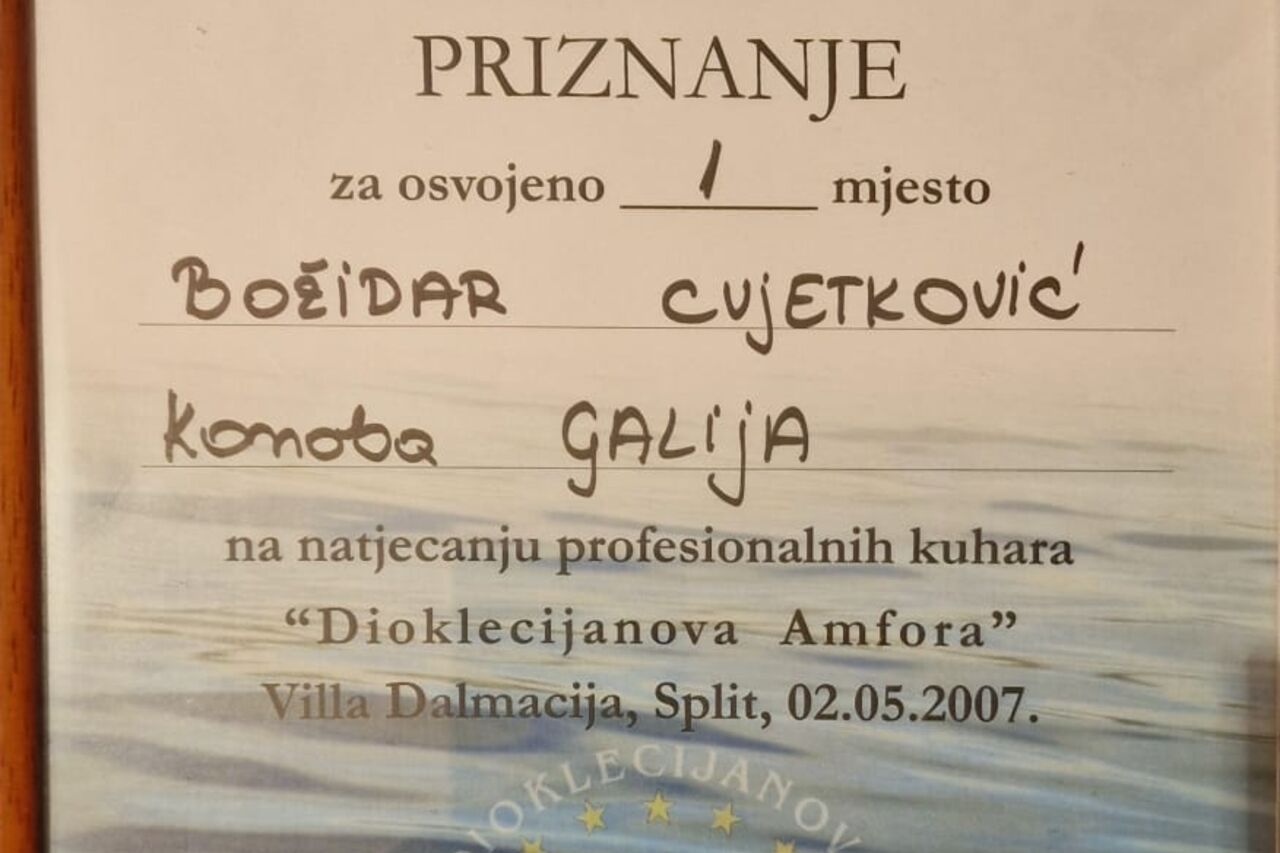 PRIZNANJE
za osvojeno 1 mjesto
BOŽiDAR CVjETKOViĆ
Konoba GALijA
na natjecanju profesionalnih kuhara
“Dioklecijanova Amfora”
Villa Dalmacija, Split, 02.05.2007.
DIOKLECIJANOV